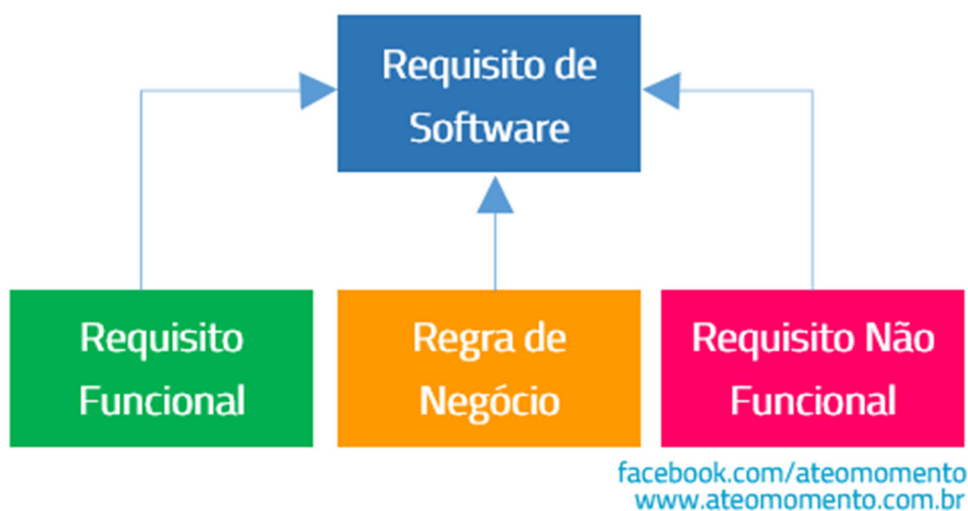 Requisito de
Software
Requisito
Funcional
Regra de
Negócio
Requisito Não
Funcional
facebook.com/ateomomento
www.ateomomento.com.br